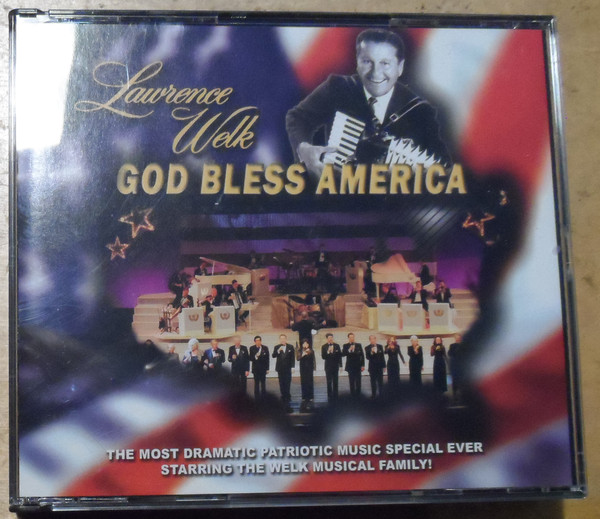 Lawrence
Welk
GOD BLESS AMERICA
THE MOST DRAMATIC PATRIOTIC MUSIC SPECIAL EVER
STARRING THE WELK MUSICAL FAMILY!